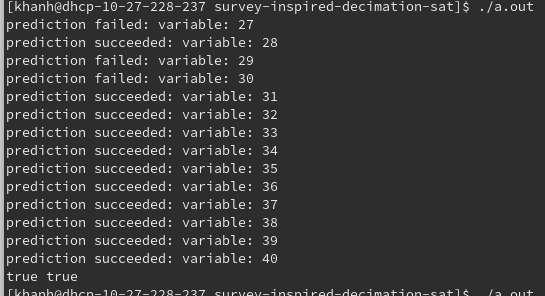 [khanh@dhcp-10-27-228-237 survey-inspired-decimation-sat]$ ./a.out
prediction failed: variable: 27
prediction succeeded: variable: 28
prediction failed: variable: 29
prediction failed: variable: 30
prediction succeeded: variable: 31
prediction succeeded: variable: 32
prediction succeeded: variable: 33
prediction succeeded: variable: 34
prediction succeeded: variable: 35
prediction succeeded: variable: 36
prediction succeeded: variable: 37
prediction succeeded: variable: 38
prediction succeeded: variable: 39
prediction succeeded: variable: 40
true true
[khanh@dhcp-10-27-228-237 survey-inspired-decimation-sat]$ ./a.out